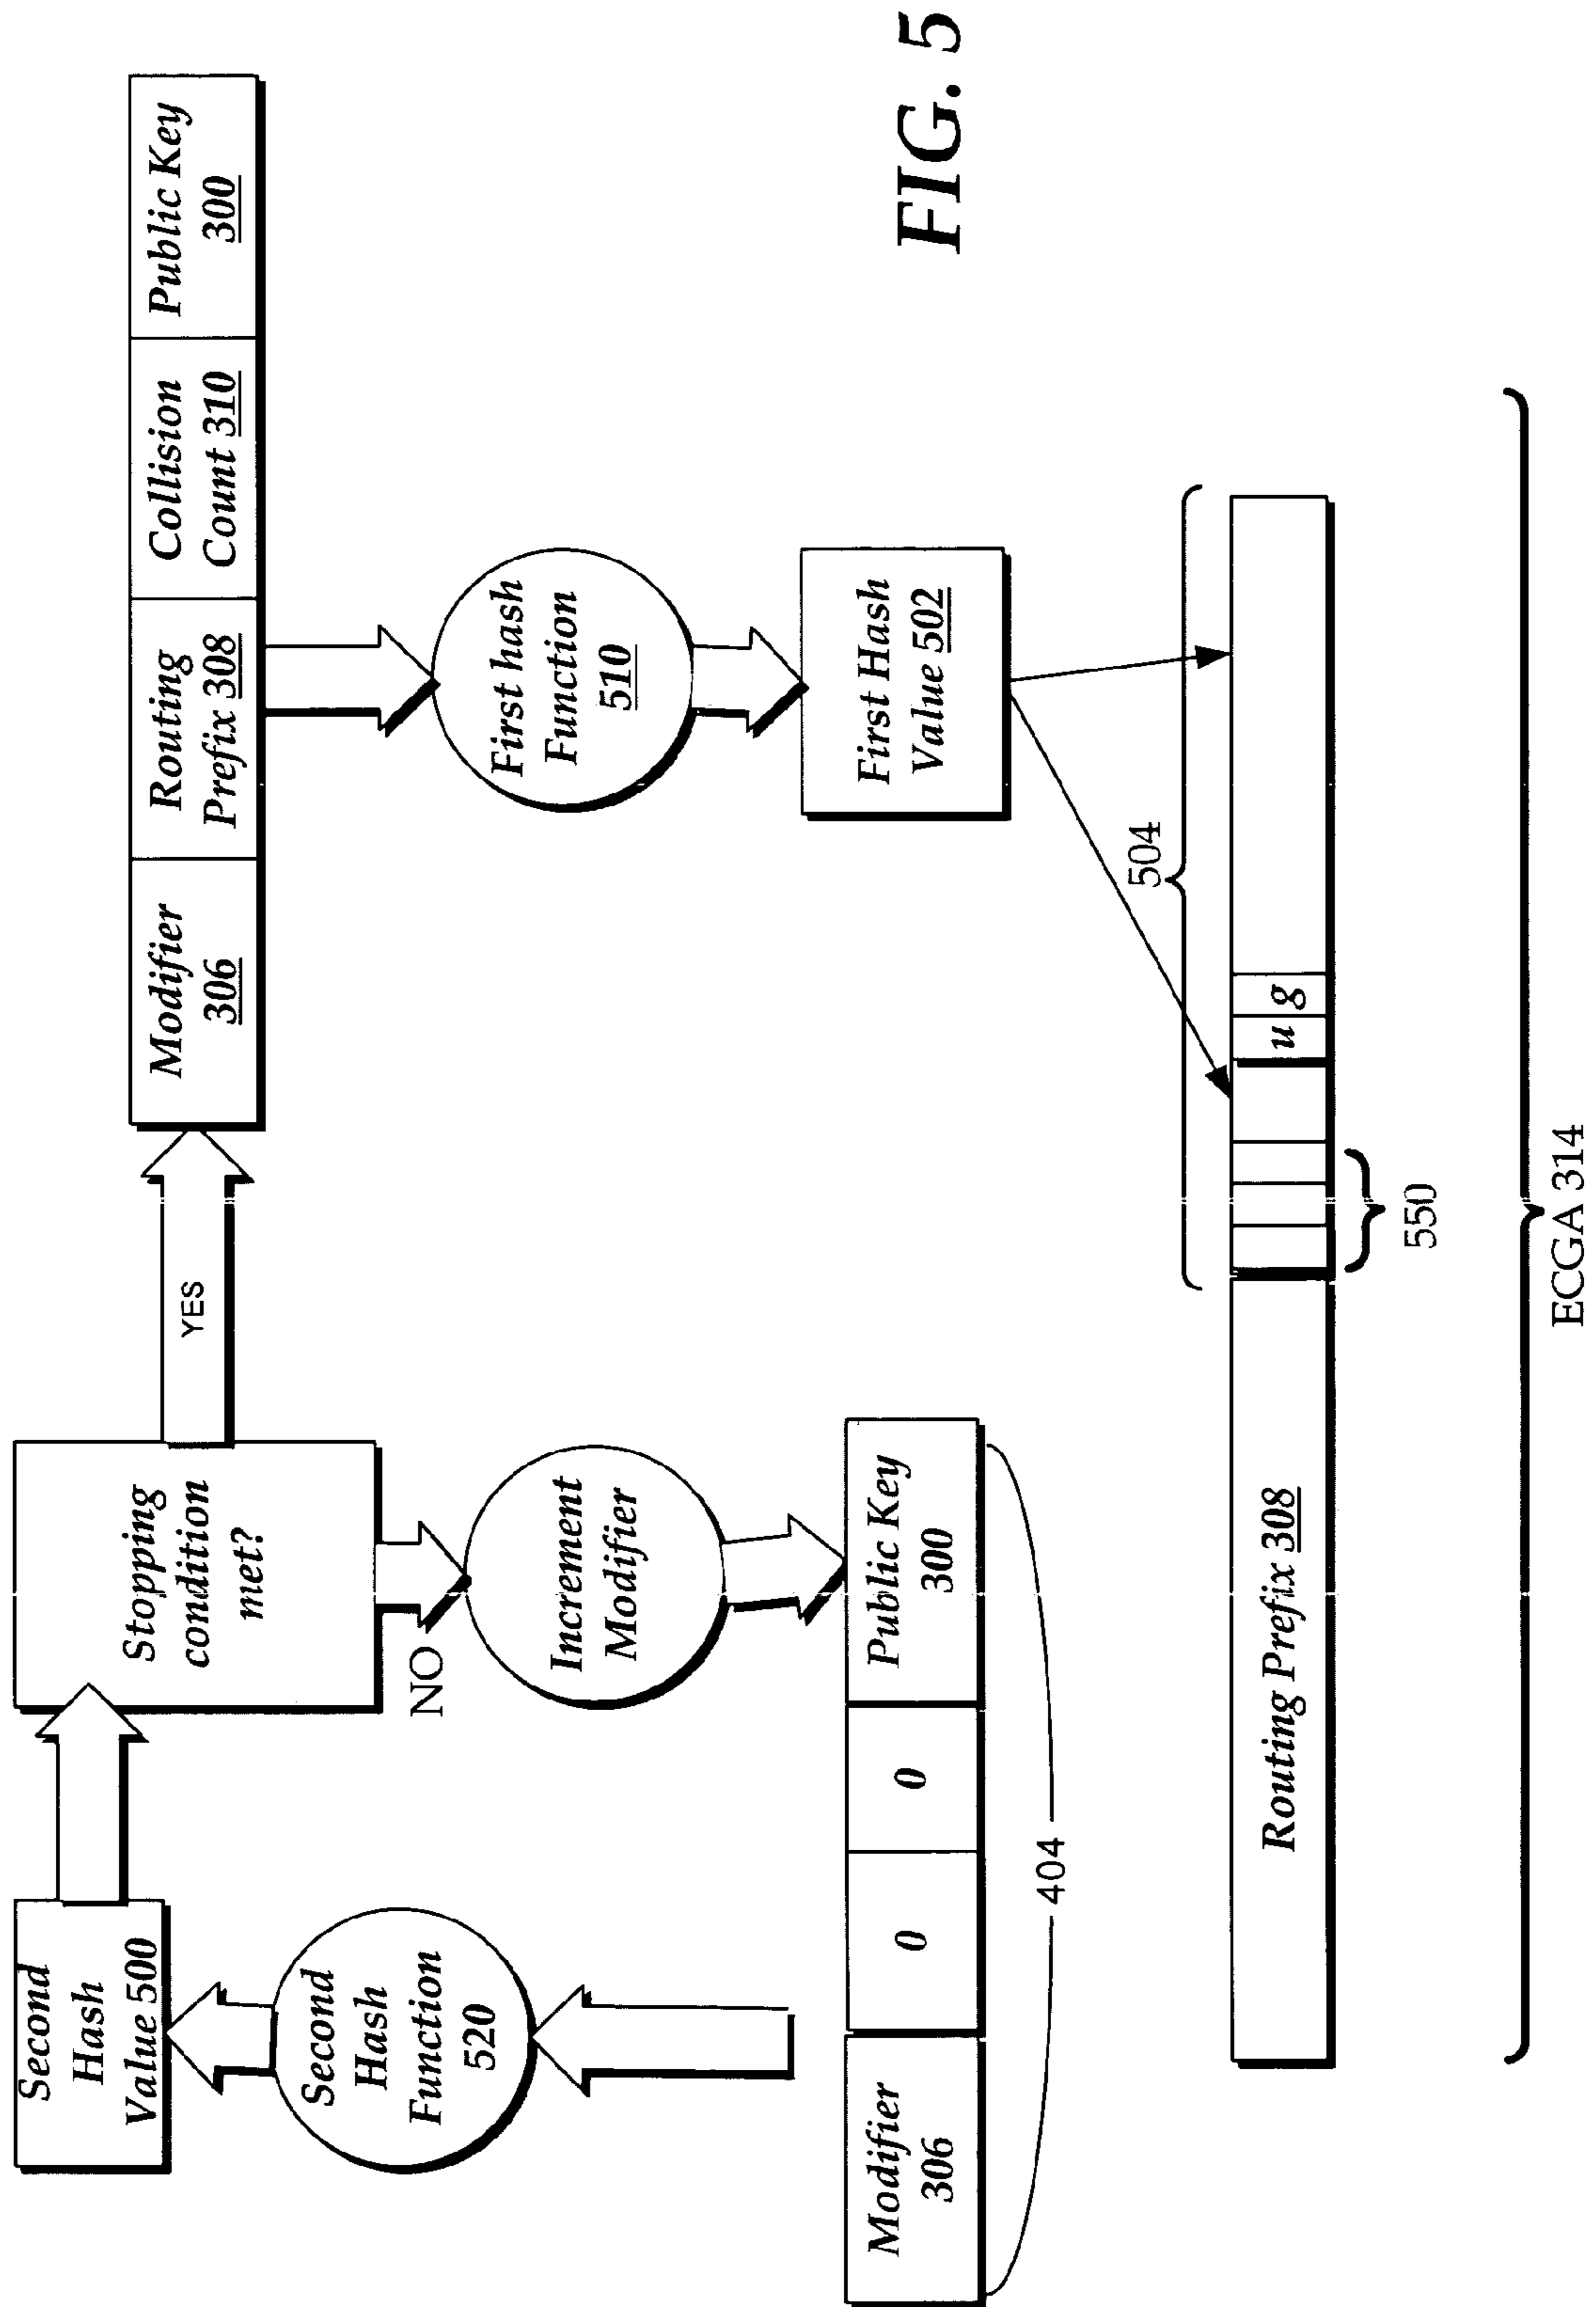 Second
Hash
Value 500
Stopping
condition
met?
YES
Modifier
306
Routing
Prefix 308
Collision
Count 310
Public Key
300
Second
Hash
Function
520
NO
Increment
Modifier
First hash
Function
510
Modifier
306
0
0
Public Key
300
First Hash
Value 502
404
504
Routing Prefix 308
u
g
550
ECGA 314
FIG. 5